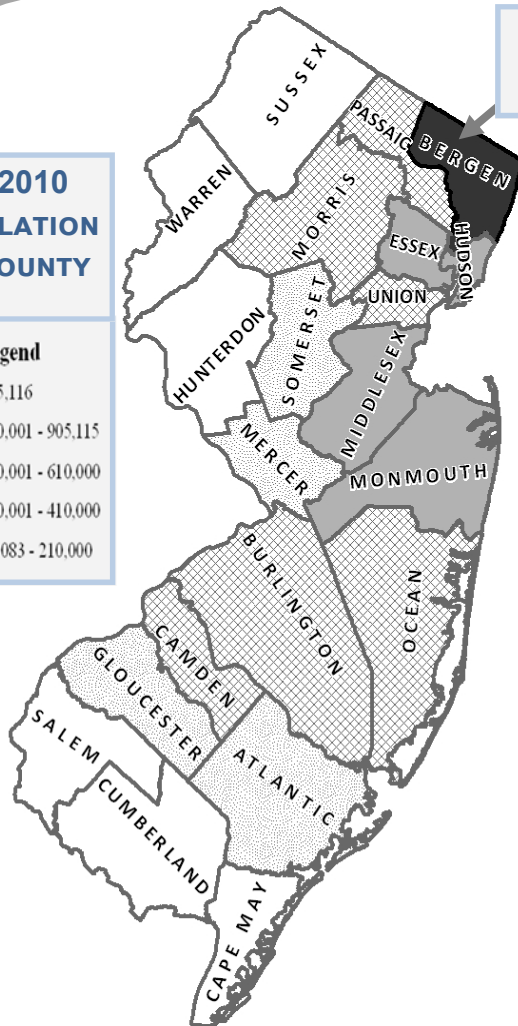 SUSSEX
PASSAIC
BERGEN
2010
LATION
OUNTY
WARREN
MORRIS
ESSEX
HUDSON
UNION
HUNTERDON
SOMERSET
MIDDLESEX
gend
5,116
0,001 - 905,115
0,001 - 610,000
0,001 - 410,000
083 - 210,000
MERCER
MONMOUTH
BURLINGTON
OCEAN
CAMDEN
GLOUCESTER
SALEM
ATLANTIC
CUMBERLAND
CAPE MAY